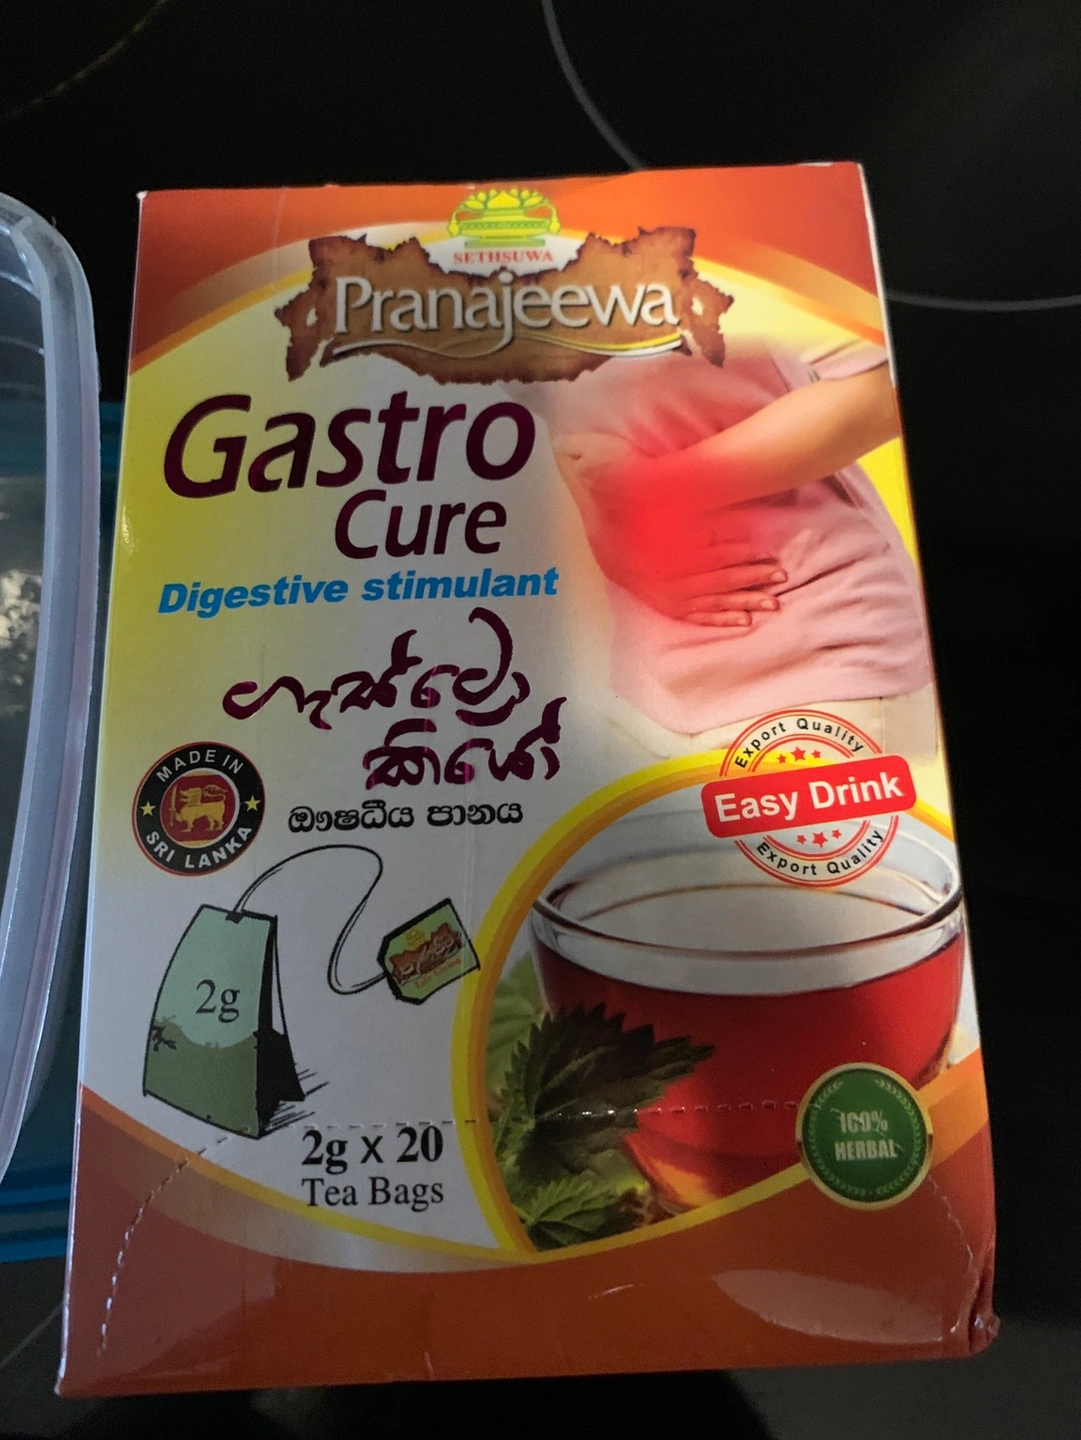 SETHSUWA
Pranajeewa
Gastro
Cure
Digestive stimulant
ගැස්ට්‍රො
කියෝ
ඖෂධීය පානය
MADE IN
SRI LANKA
Export Quality
Easy Drink
Export Quality
2g
2g x 20
Tea Bags
100%
HERBAL